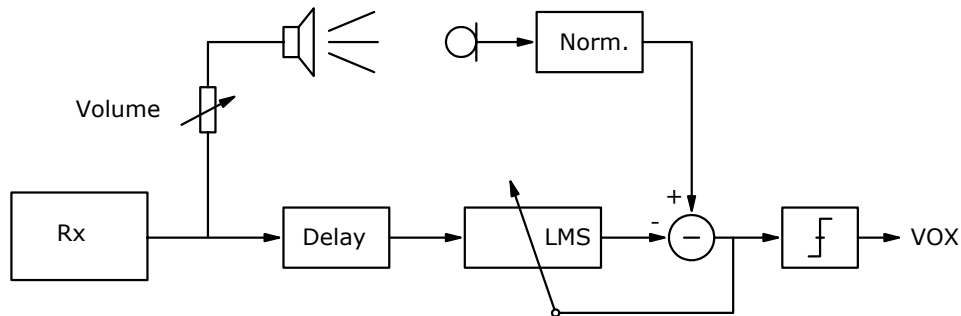 Norm.
Volume
Rx
Delay
LMS
+
-
−
VOX